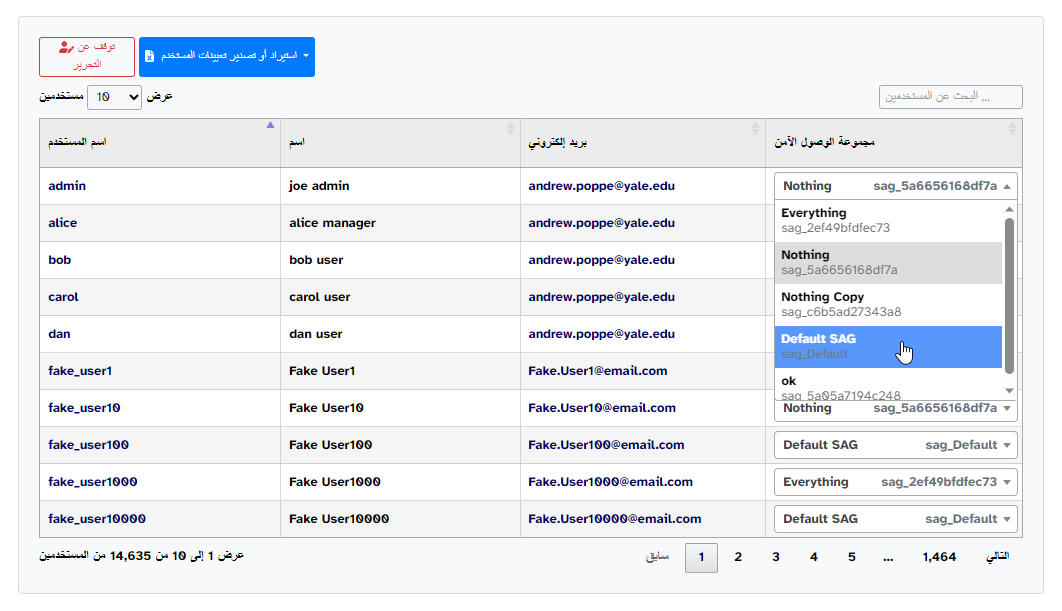 توقف عن
التحرير
استيراد أو تصدير تعيينات المستخدم
عرض 10 مستخدمين
البحث عن المستخدمين ...
اسم المستخدم اسم بريد إلكتروني مجموعة الوصول الآمن
admin joe admin andrew.poppe@yale.edu Nothing sag_5a6656168df7a
alice alice manager andrew.poppe@yale.edu
bob bob user andrew.poppe@yale.edu
carol carol user andrew.poppe@yale.edu
dan dan user andrew.poppe@yale.edu
fake_user1 Fake User1 Fake.User1@email.com
Everything
sag_2ef49bfdfec73
Nothing
sag_5a6656168df7a
Nothing Copy
sag_c6b5ad27343a8
Default SAG
sag_Default
ok
sag_5a05a7194c248
fake_user10 Fake User10 Fake.User10@email.com Nothing sag_5a6656168df7a
fake_user100 Fake User100 Fake.User100@email.com Default SAG sag_Default
fake_user1000 Fake User1000 Fake.User1000@email.com Everything sag_2ef49bfdfec73
fake_user10000 Fake User10000 Fake.User10000@email.com Default SAG sag_Default
عرض 1 إلى 10 من 14,635 من المستخدمين
سابق 1 2 3 4 5 ... 1,464 التالي